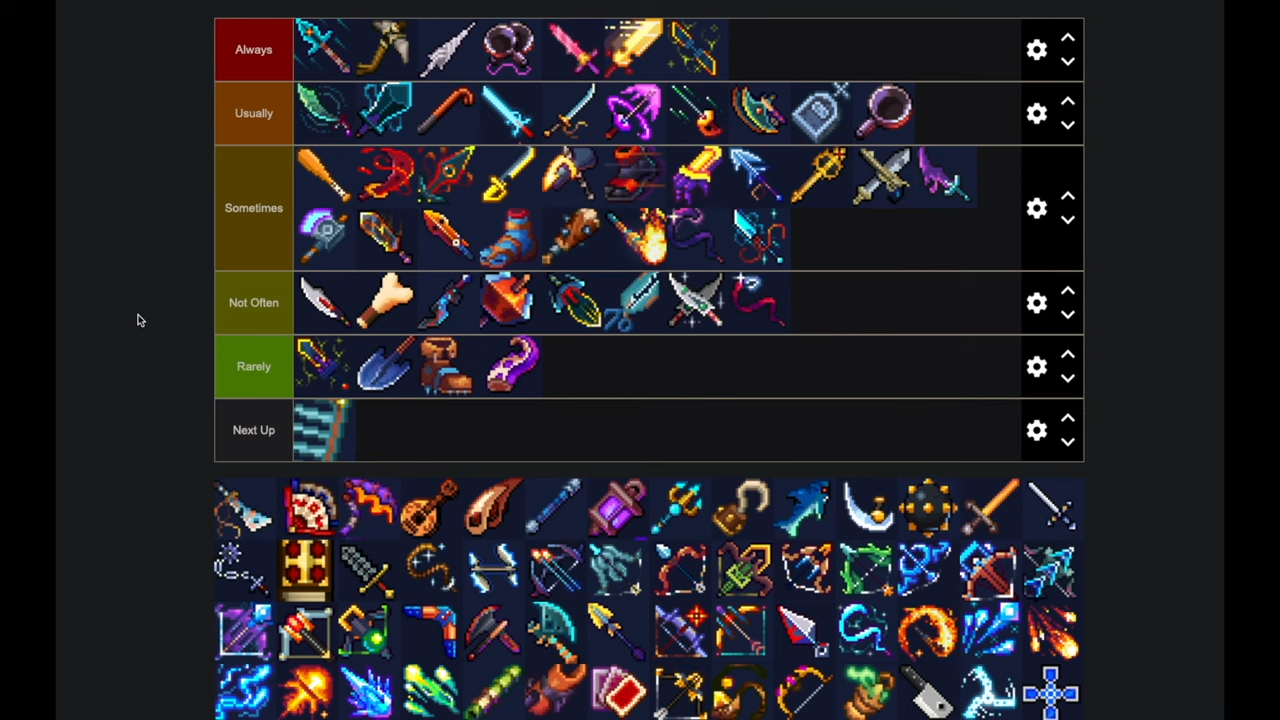 Always
Usually
Sometimes
Not Often
Rarely
Next Up